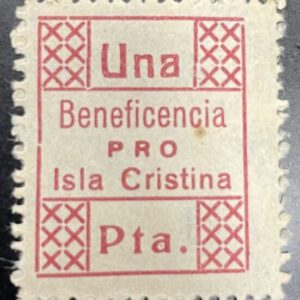 Una
Beneficencia
PRO
Isla Cristina
Pta.